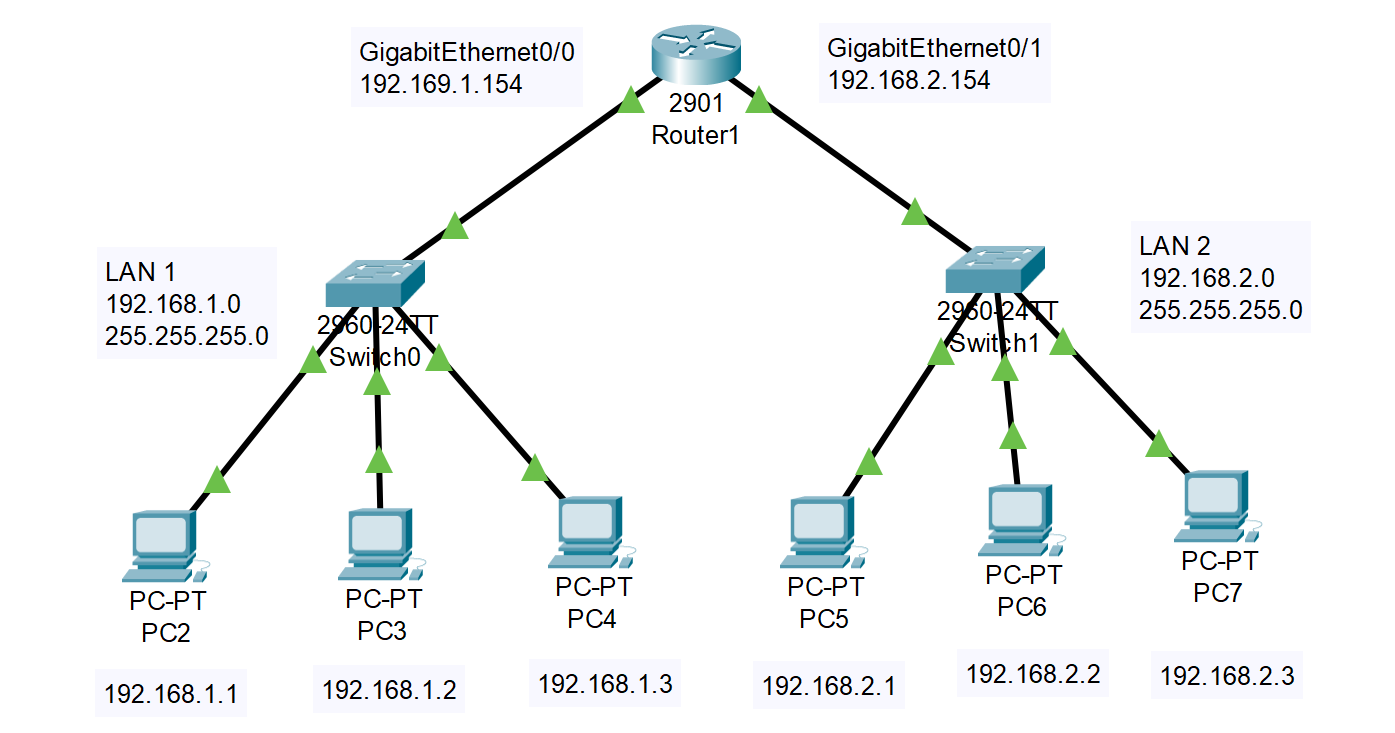 GigabitEthernet0/0
192.169.1.154
GigabitEthernet0/1
192.168.2.154
2901
Router1
LAN 1
192.168.1.0
255.255.255.0
2960-24TT
Switch0
2960-24TT
Switch1
LAN 2
192.168.2.0
255.255.255.0
PC-PT
PC2
PC-PT
PC3
PC-PT
PC4
PC-PT
PC5
PC-PT
PC6
PC-PT
PC7
192.168.1.1
192.168.1.2
192.168.1.3
192.168.2.1
192.168.2.2
192.168.2.3